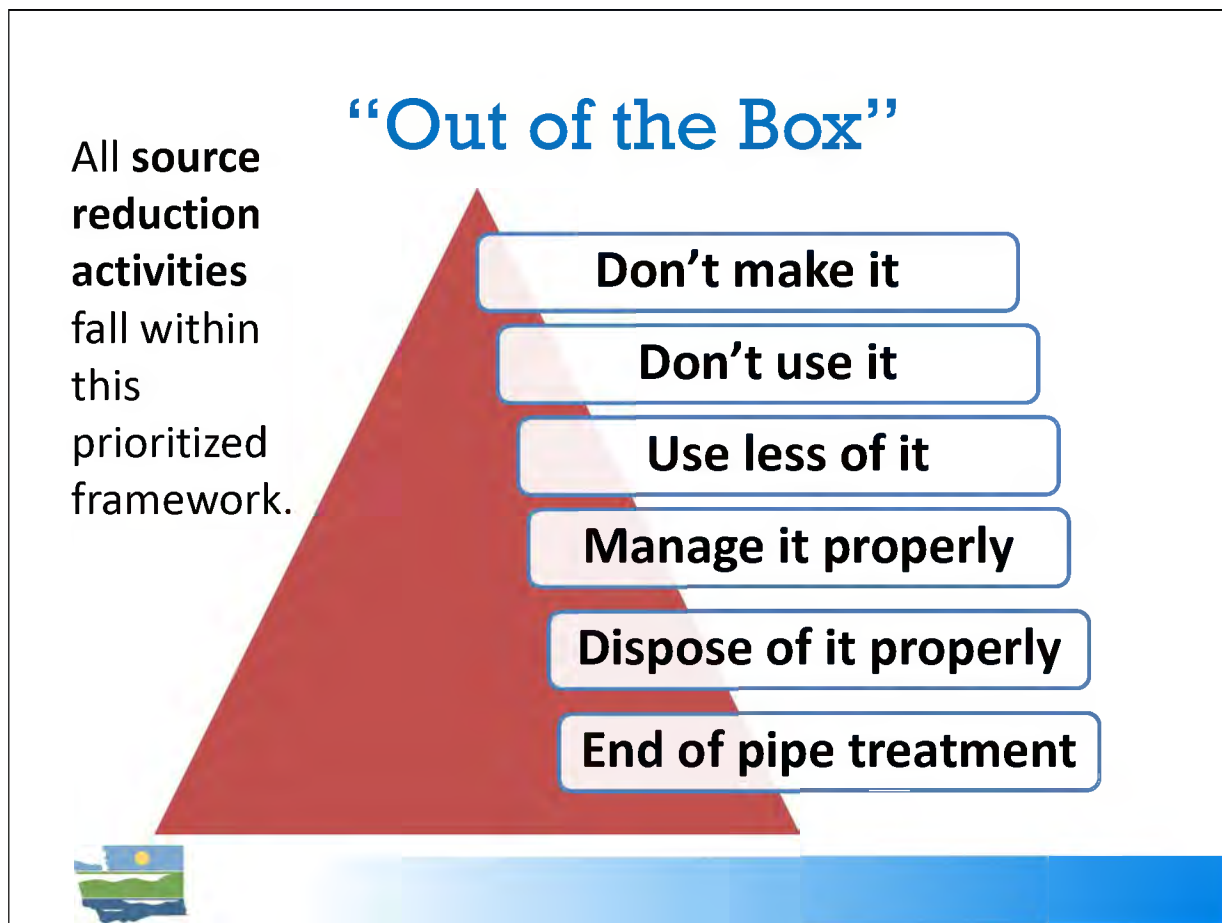 “Out of the Box”
All source
reduction
activities
fall within
this
prioritized
framework.
Don’t make it
Don’t use it
Use less of it
Manage it properly
Dispose of it properly
End of pipe treatment